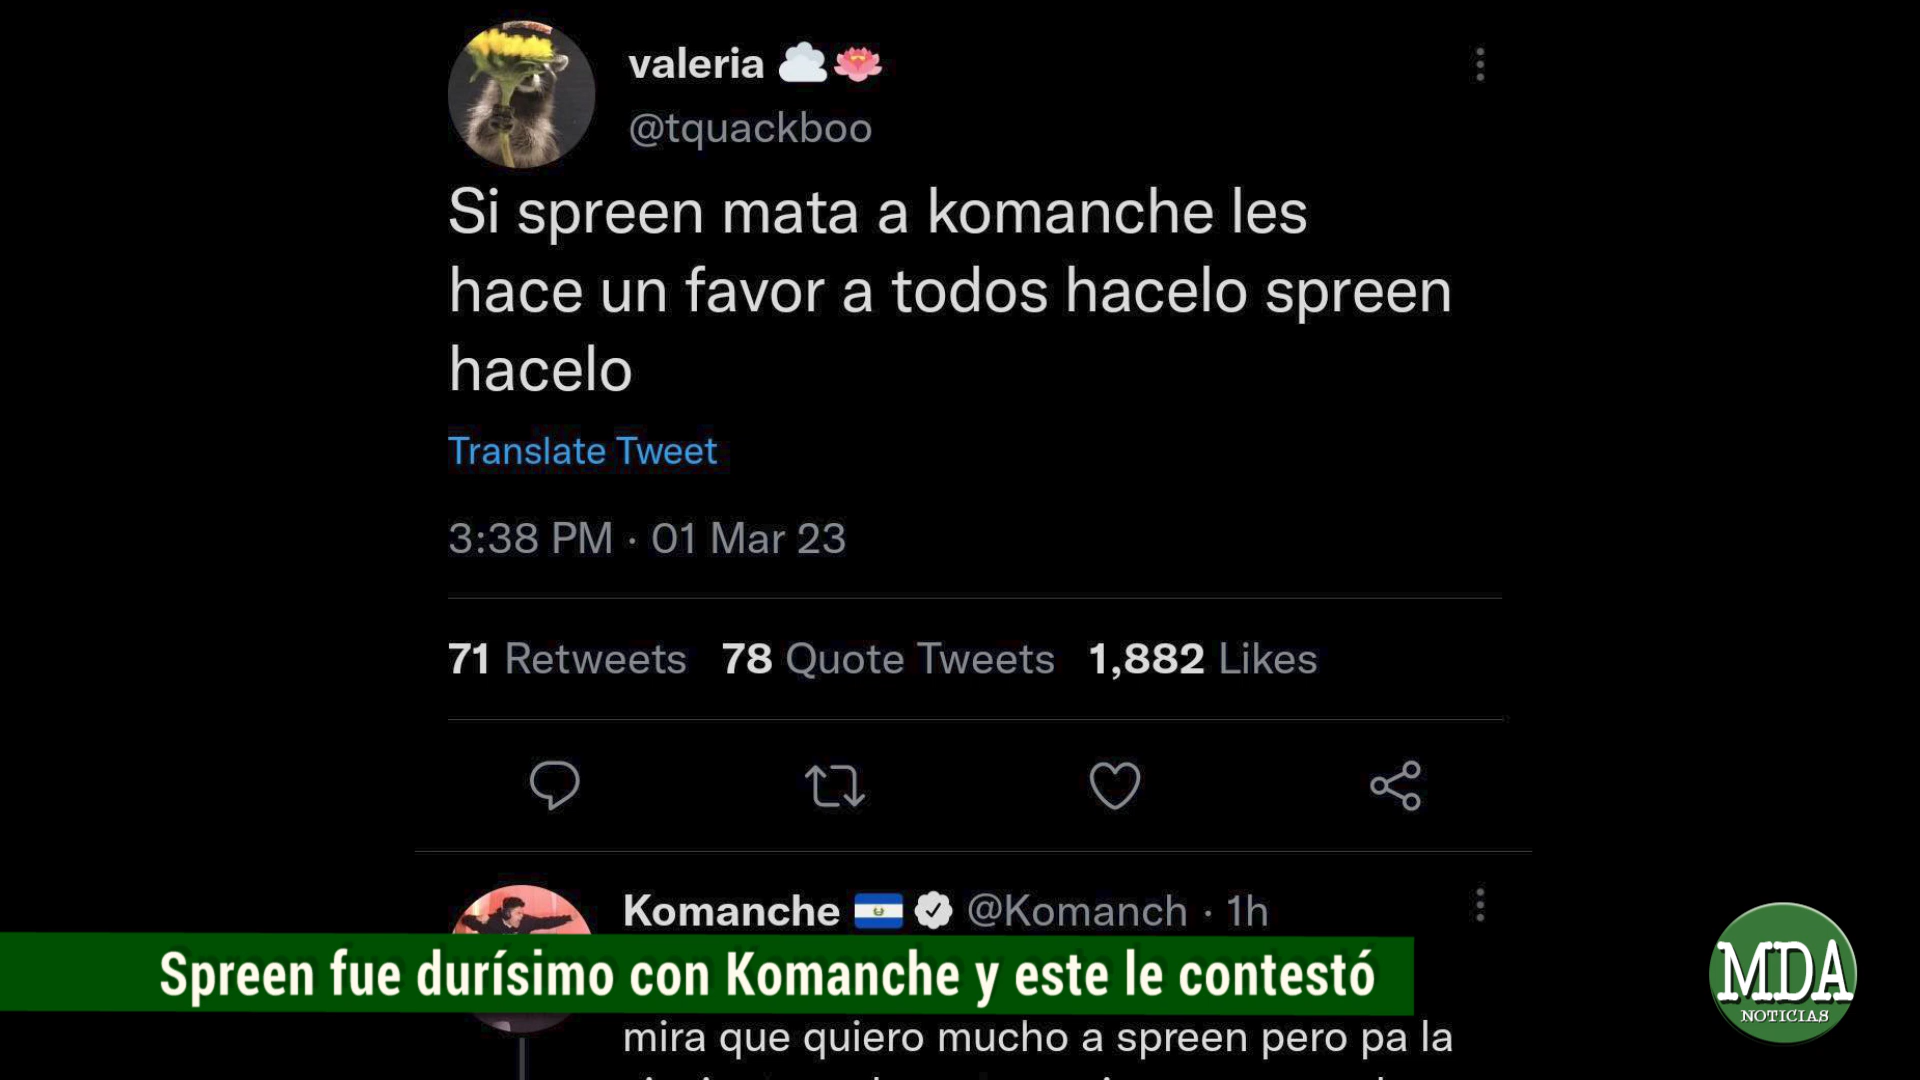 valeria
@tquackboo
Si spreen mata a komanche les
hace un favor a todos hacelo spreen
hacelo
Translate Tweet
3:38 PM · 01 Mar 23
71 Retweets 78 Quote Tweets 1,882 Likes
Komanche @Komanch · 1h
Spreen fue durísimo con Komanche y este le contestó
MDA
NOTICIAS
mira que quiero mucho a spreen pero pa la